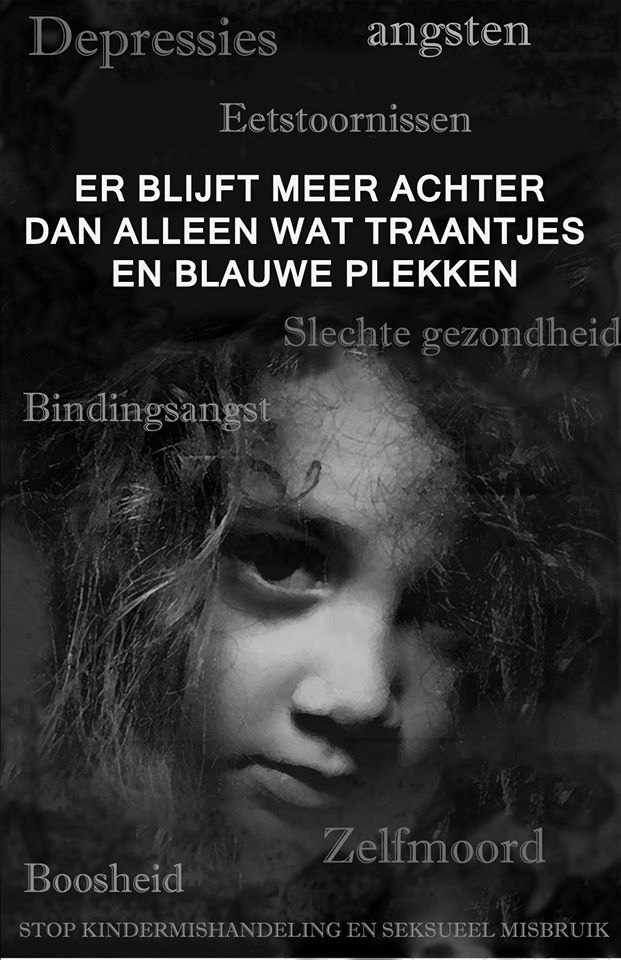 Depressies
angsten
Eetstoornissen
ER BLIJFT MEER ACHTER
DAN ALLEEN WAT TRAANTJES
EN BLAUWE PLEKKEN
Slechte gezondheid
Bindingsangst
Zelfmoord
Boosheid
STOP KINDERMISHANDELING EN SEKSUEEL MISBRUIK